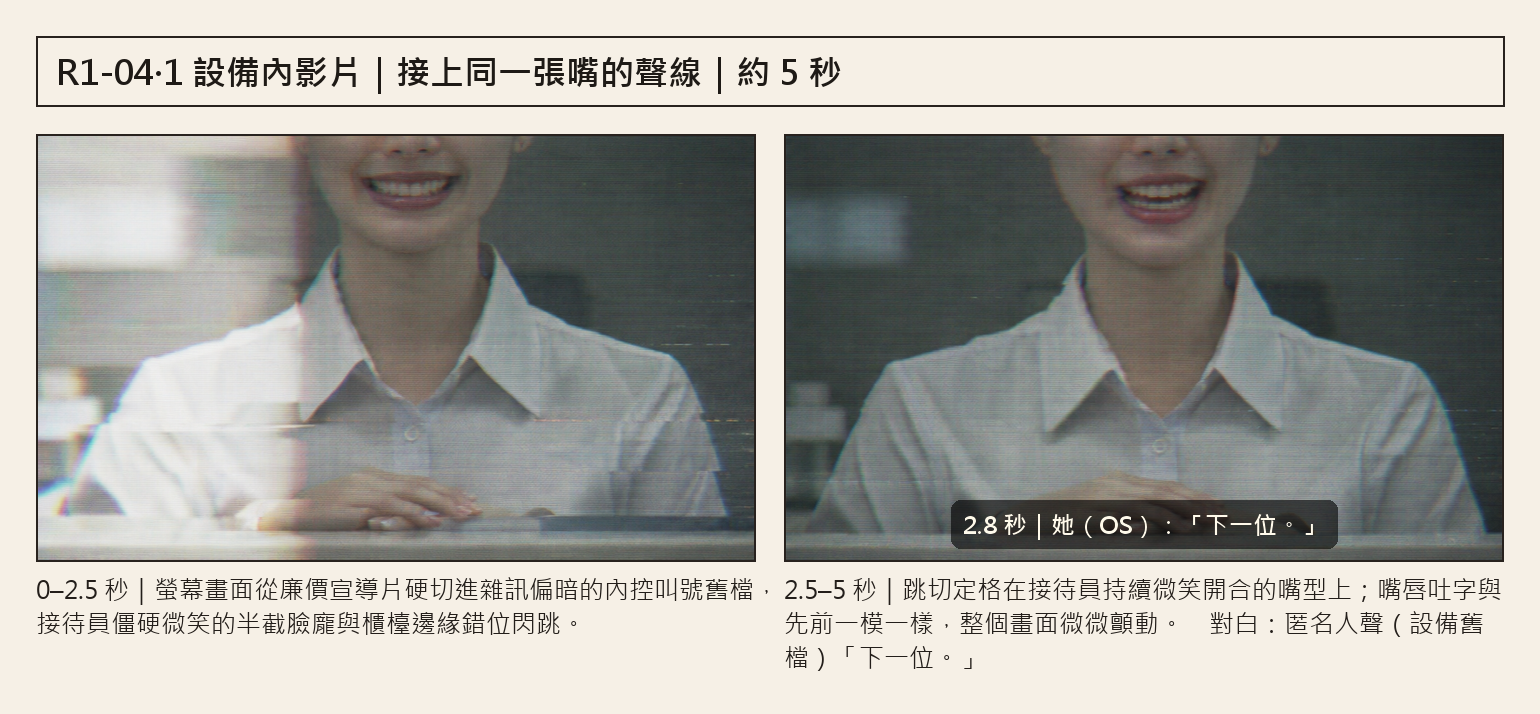 R1-04·1 設備內影片｜接上同一張嘴的聲線｜約 5 秒
2.8 秒｜她（OS）：「下一位。」
0–2.5 秒｜螢幕畫面從廉價宣導片硬切進雜訊偏暗的內控叫號舊檔，
接待員僵硬微笑的半截臉龐與櫃檯邊緣錯位閃跳。
2.5–5 秒｜跳切定格在接待員持續微笑開合的嘴型上；嘴唇吐字與
先前一模一樣，整個畫面微微顫動。　對白：匿名人聲（設備舊
檔）「下一位。」